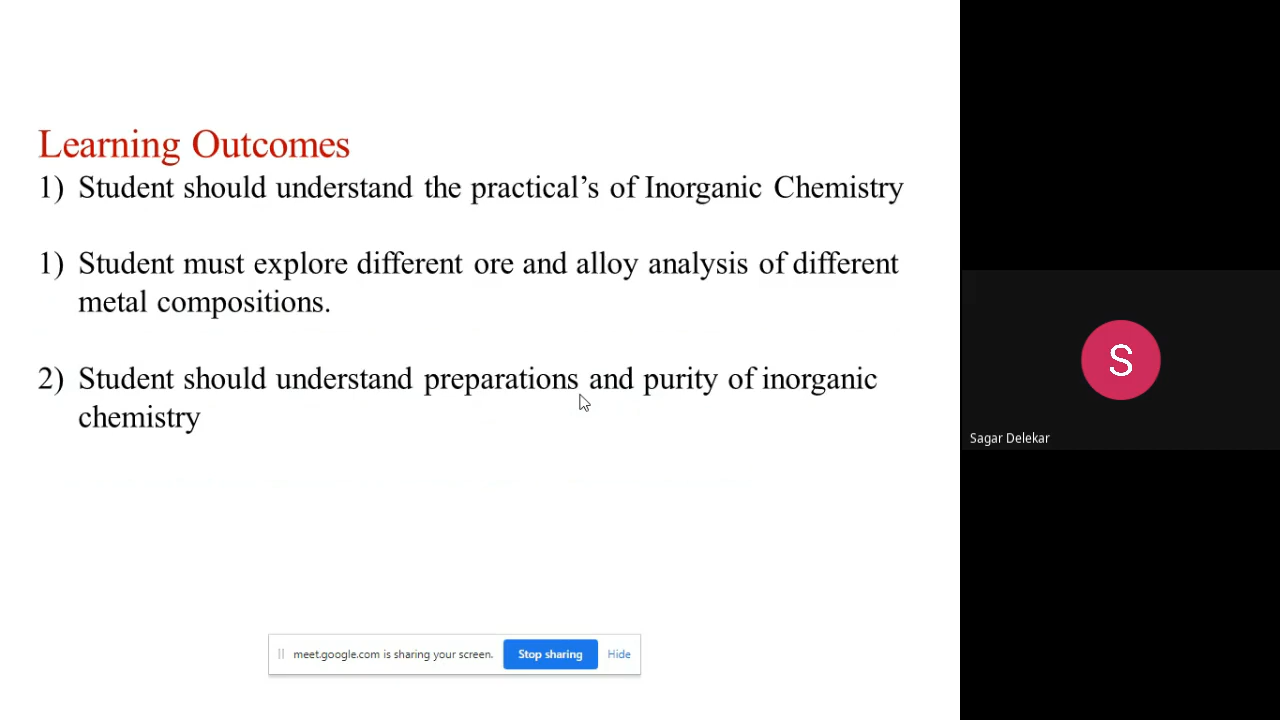 Learning Outcomes
1) Student should understand the practical's of Inorganic Chemistry
1) Student must explore different ore and alloy analysis of different
metal compositions.
2) Student should understand preparations and purity of inorganic
chemistry
S
Sagar Delekar
meet.google.com is sharing your screen. Stop sharing Hide